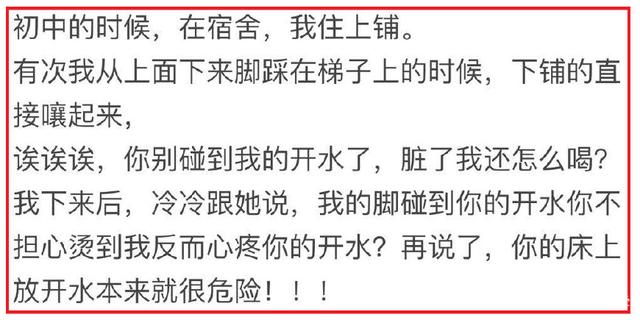 初中的时候，在宿舍，我住上铺。
有次我从上面下来脚踩在梯子上的时候，下铺的直
接嚷起来，
诶诶诶，你别碰到我的开水了，脏了我还怎么喝？
我下来后，冷冷跟她说，我的脚碰到你的开水你不
担心烫到我反而心疼你的开水？再说了，你的床上
放开水本来就很危险！！！